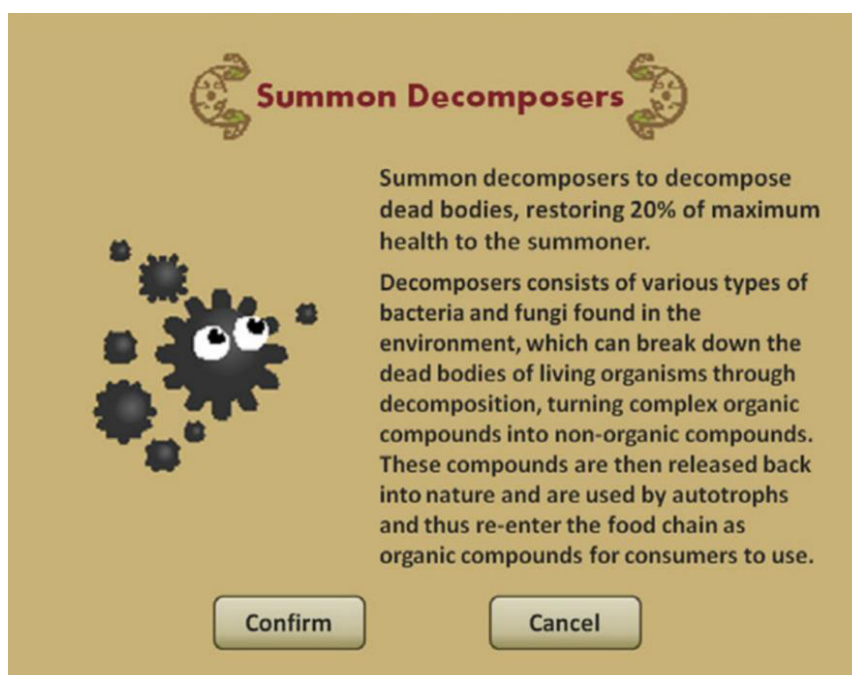 Summon Decomposers
Summon decomposers to decompose
dead bodies, restoring 20% of maximum
health to the summoner.
Decomposers consists of various types of
bacteria and fungi found in the
environment, which can break down the
dead bodies of living organisms through
decomposition, turning complex organic
compounds into non-organic compounds.
These compounds are then released back
into nature and are used by autotrophs
and thus re-enter the food chain as
organic compounds for consumers to use.
Confirm
Cancel